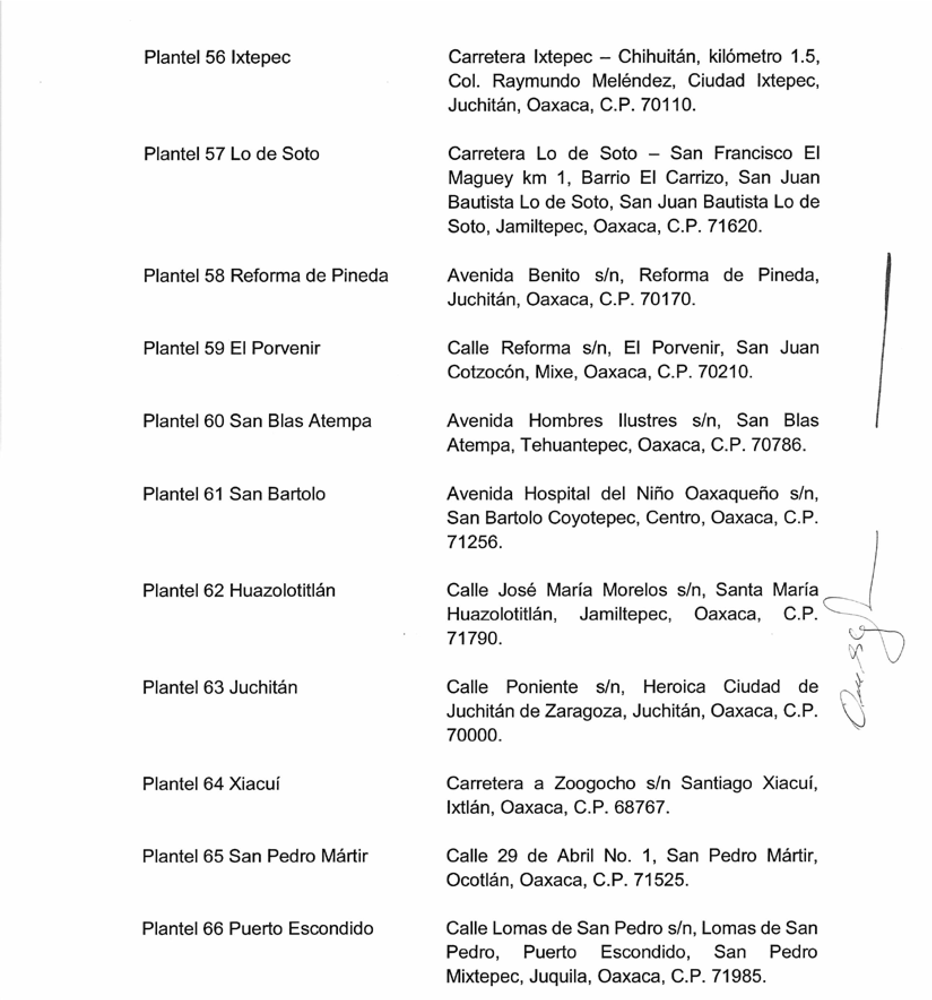 Plantel 56 Ixtepec
Carretera Ixtepec – Chihuitán, kilómetro 1.5,
Col. Raymundo Meléndez, Ciudad Ixtepec,
Juchitán, Oaxaca, C.P. 70110.
Plantel 57 Lo de Soto
Carretera Lo de Soto – San Francisco El
Maguey km 1, Barrio El Carrizo, San Juan
Bautista Lo de Soto, San Juan Bautista Lo de
Soto, Jamiltepec, Oaxaca, C.P. 71620.
Plantel 58 Reforma de Pineda
Avenida Benito s/n, Reforma de Pineda,
Juchitán, Oaxaca, C.P. 70170.
Plantel 59 El Porvenir
Calle Reforma s/n, El Porvenir, San Juan
Cotzocón, Mixe, Oaxaca, C.P. 70210.
Plantel 60 San Blas Atempa
Avenida Hombres Ilustres s/n, San Blas
Atempa, Tehuantepec, Oaxaca, C.P. 70786.
Plantel 61 San Bartolo
Avenida Hospital del Niño Oaxaqueño s/n,
San Bartolo Coyotepec, Centro, Oaxaca, C.P.
71256.
Plantel 62 Huazolotitlán
Calle José María Morelos s/n, Santa María
Huazolotitlán, Jamiltepec, Oaxaca, C.P.
71790.
Plantel 63 Juchitán
Calle Poniente s/n, Heroica Ciudad de
Juchitán de Zaragoza, Juchitán, Oaxaca, C.P.
70000.
Plantel 64 Xiacuí
Carretera a Zoogocho s/n Santiago Xiacuí,
Ixtlán, Oaxaca, C.P. 68767.
Plantel 65 San Pedro Mártir
Calle 29 de Abril No. 1, San Pedro Mártir,
Ocotlán, Oaxaca, C.P. 71525.
Plantel 66 Puerto Escondido
Calle Lomas de San Pedro s/n, Lomas de San
Pedro, Puerto Escondido, San Pedro
Mixtepec, Juquila, Oaxaca, C.P. 71985.